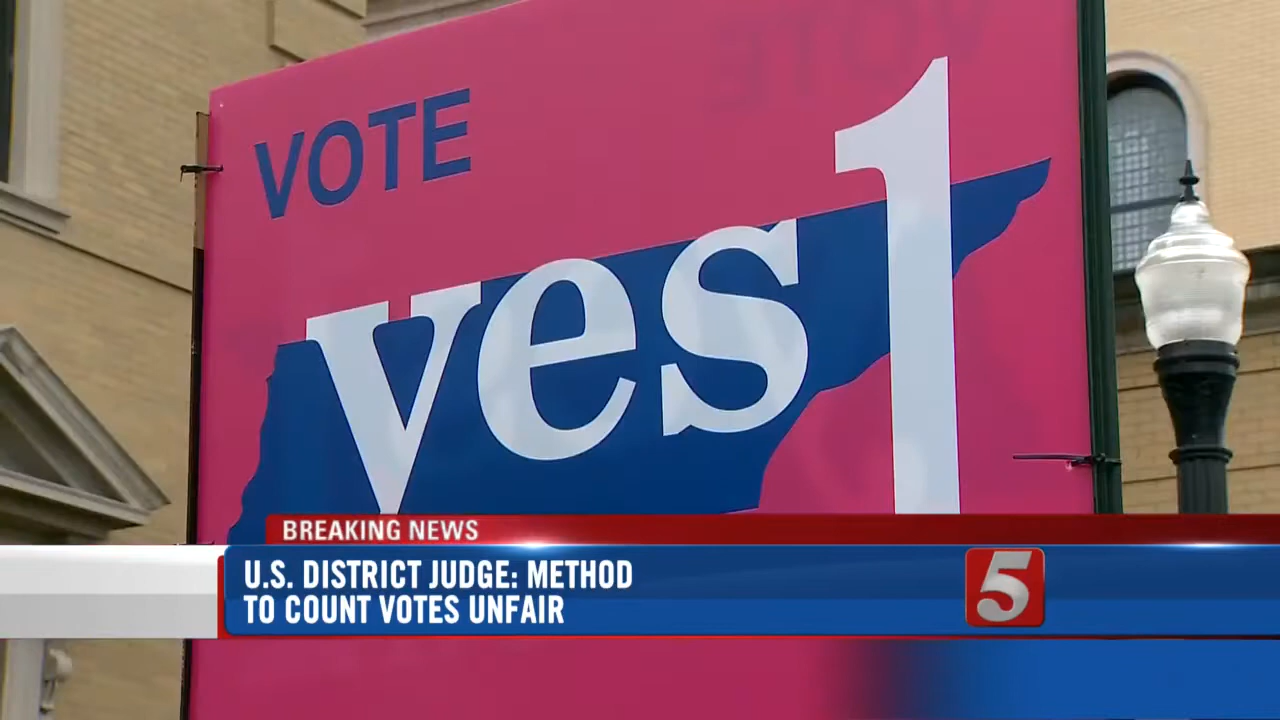 VOTE
yes 1
BREAKING NEWS
U.S. DISTRICT JUDGE: METHOD
TO COUNT VOTES UNFAIR
5